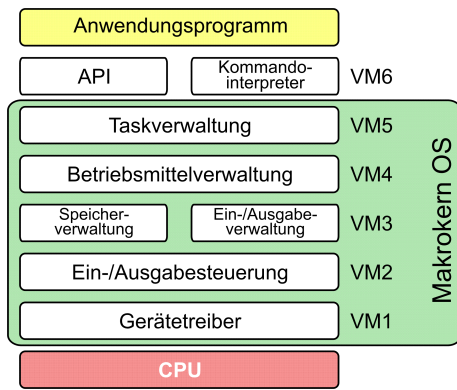 Anwendungsprogramm
API
Kommando-
interpreter
VM6
Taskverwaltung
VM5
Betriebsmittelverwaltung
VM4
Speicher-
verwaltung
Ein-/Ausgabe-
verwaltung
VM3
Ein-/Ausgabesteuerung
VM2
Gerätetreiber
VM1
Makrokern OS
CPU